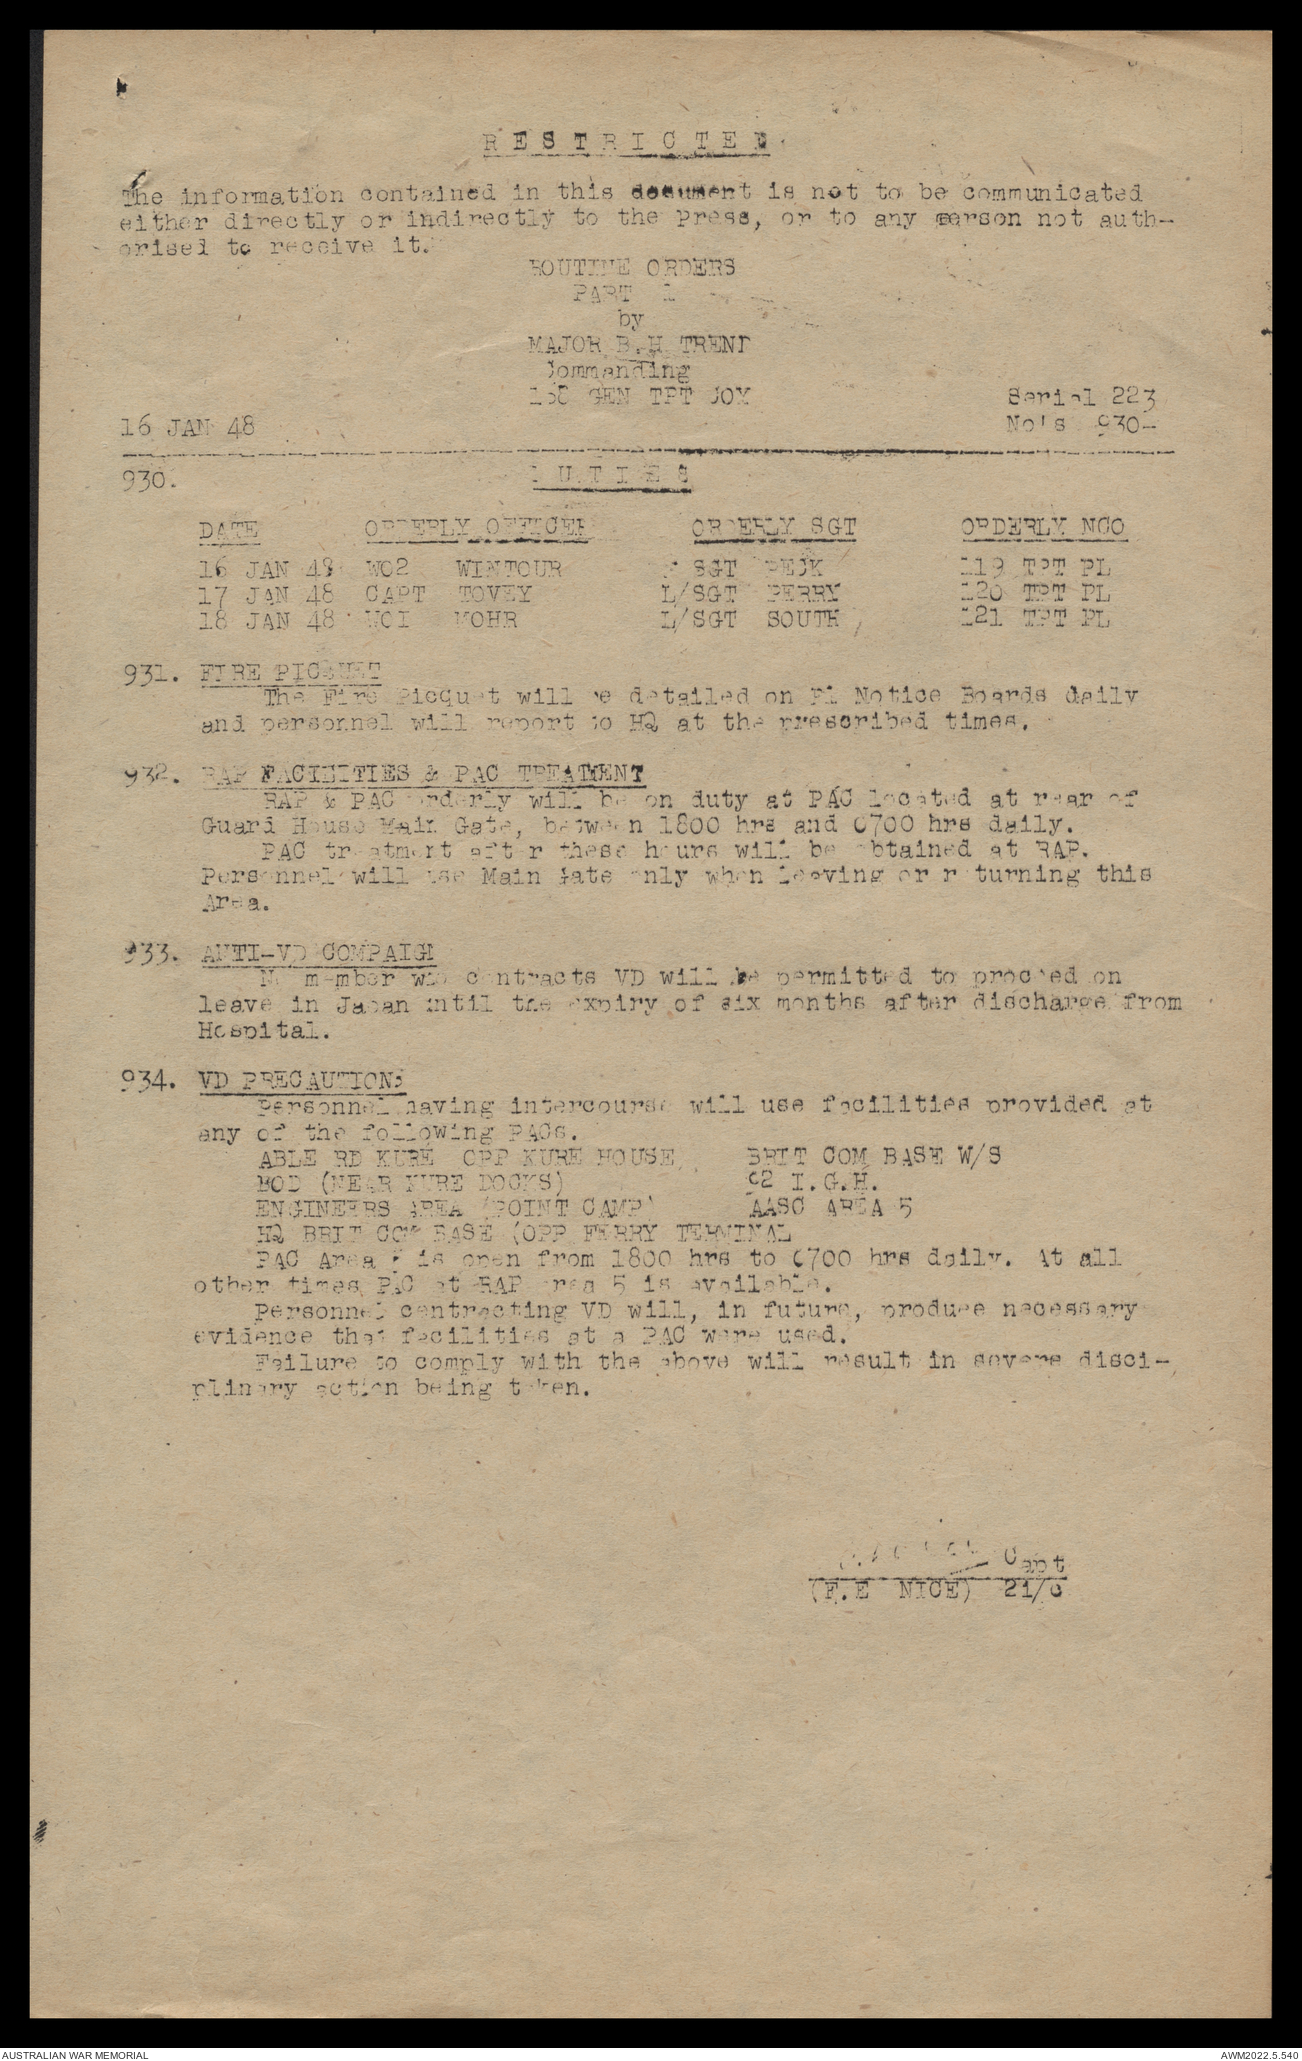 RESTRICTED
The information contained in this document is not to be communicated
either directly or indirectly to the Press, or to any person not auth-
orised to receive it.
ROUTINE ORDERS
PART 1
by
MAJOR B.H TREND
Commanding
168 GEN TPT COY
Serial 223
16 JAN 48
No's 930-
930.
DUTIES
DATE ORDERLY OFFICER ORDERLY SGT ORDERLY NCO
16 JAN 48 WO2 WINTOUR SGT PECK 119 TPT PL
17 JAN 48 CAPT TOVEY L/SGT PERRY 120 TPT PL
18 JAN 48 WOI MOHR L/SGT SOUTH 121 TPT PL
931. FIRE PICQUET
The Fire Picquet will be detailed on Pl Notice Boards daily
and personnel will report to HQ at the prescribed times.
932. RAP FACILITIES & PAC TREATMENT
RAP & PAC orderly will be on duty at PAC located at rear of
Guard House Main Gate, between 1800 hrs and 0700 hrs daily.
PAC treatment after these hours will be obtained at RAP.
Personnel will use Main Gate only when leaving or returning this
Area.
933. ANTI-VD COMPAIGN
No member who contracts VD will be permitted to proceed on
leave in Japan until the expiry of six months after discharge from
Hospital.
934. VD PRECAUTIONS
Personnel having intercourse will use facilities provided at
any of the following PACs.
ABLE RD KURE OPP KURE HOUSE BRIT COM BASE W/S
BOD (NEAR KURE DOCKS) 92 I.G.H.
ENGINEERS AREA (POINT CAMP) AASC AREA 5
HQ BRIT COM BASE (OPP FERRY TERMINAL
PAC Area 5 is open from 1800 hrs to 0700 hrs daily. At all
other times PAC at RAP Area 5 is available.
Personnel contracting VD will, in future, produce necessary
evidence that facilities at a PAC were used.
Failure to comply with the above will result in severe disci-
plinary action being taken.
Capt
(F.E NICE) 2i/c
AUSTRALIAN WAR MEMORIAL
AWM2022.5.540